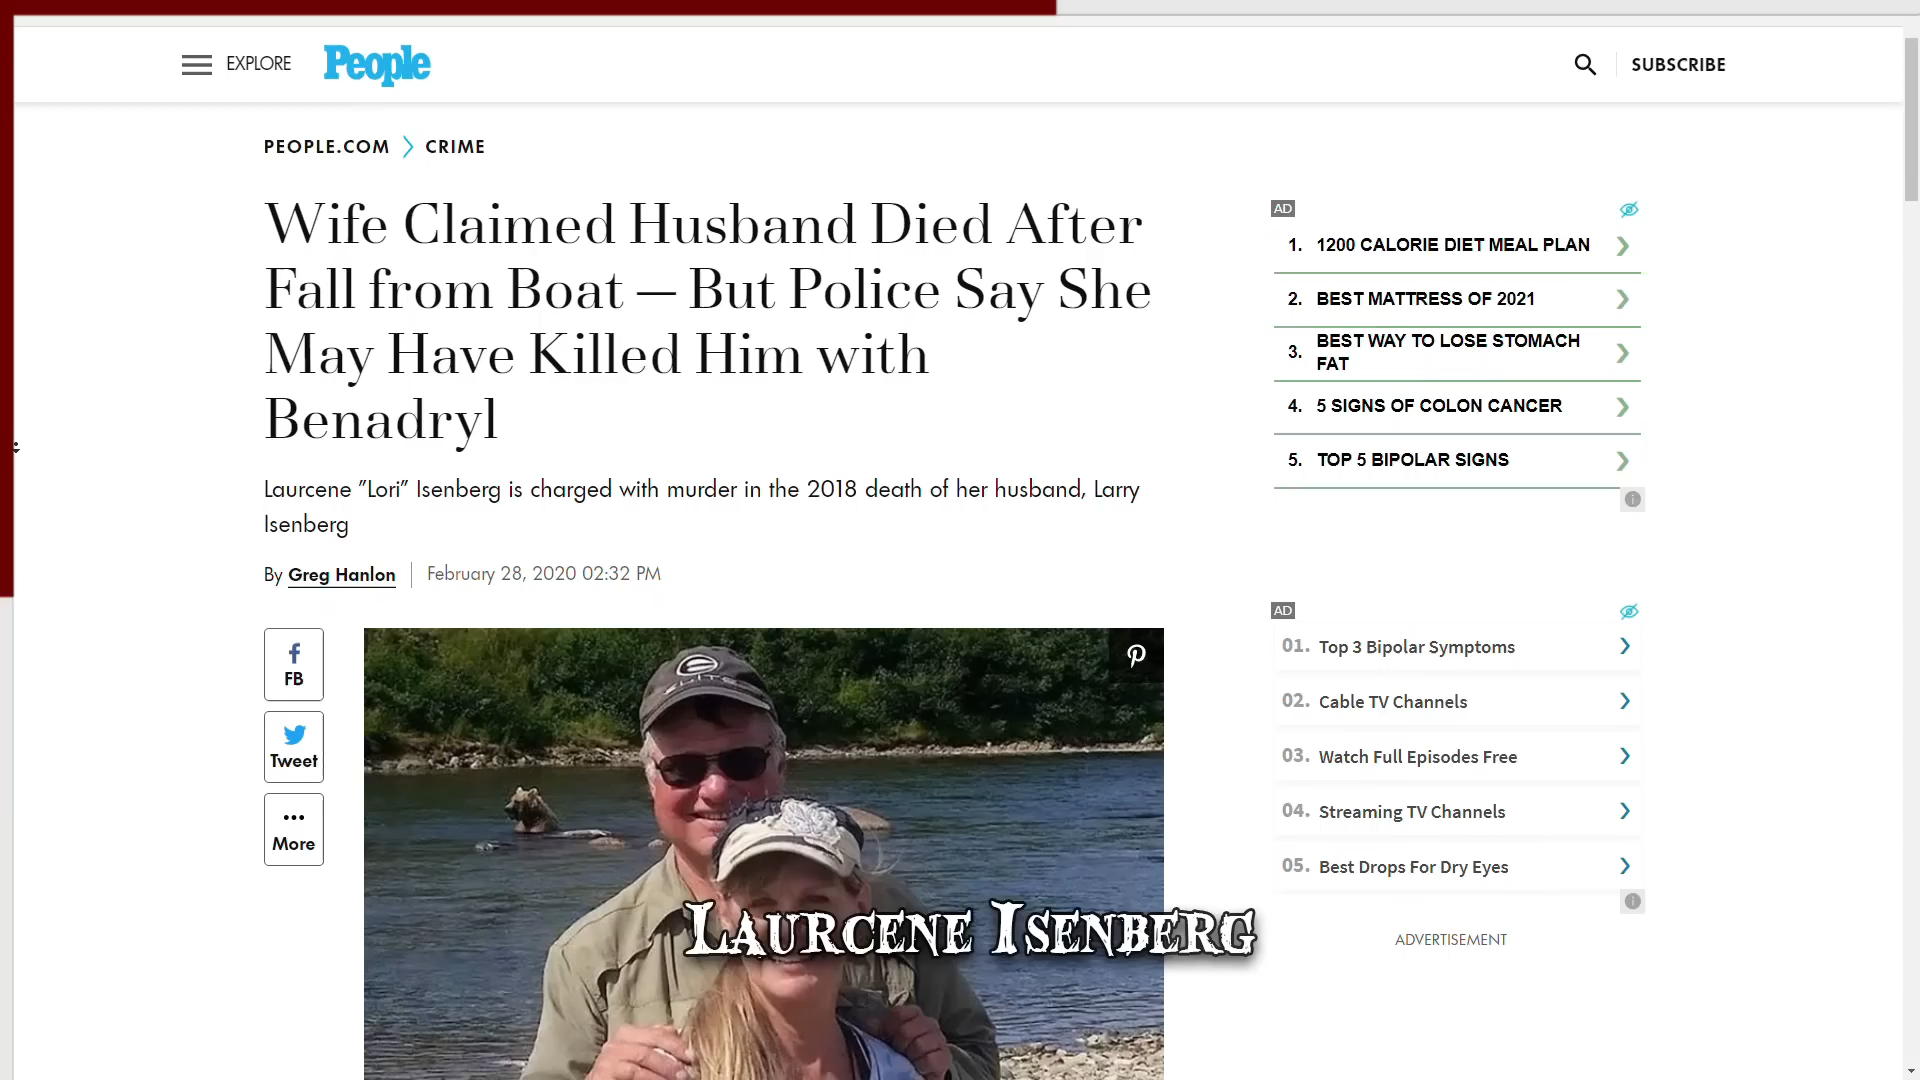 EXPLORE
People
SUBSCRIBE
PEOPLE.COM
CRIME
Wife Claimed Husband Died After
Fall from Boat — But Police Say She
May Have Killed Him with
Benadryl
Laurcene "Lori" Isenberg is charged with murder in the 2018 death of her husband, Larry
Isenberg
By Greg Hanlon
February 28, 2020 02:32 PM
FB
Tweet
More
ELITE
LAURCENE ISENBERG
AD
1. 1200 CALORIE DIET MEAL PLAN
2. BEST MATTRESS OF 2021
3. BEST WAY TO LOSE STOMACH
FAT
4. 5 SIGNS OF COLON CANCER
5. TOP 5 BIPOLAR SIGNS
AD
01. Top 3 Bipolar Symptoms
02. Cable TV Channels
03. Watch Full Episodes Free
04. Streaming TV Channels
05. Best Drops For Dry Eyes
ADVERTISEMENT